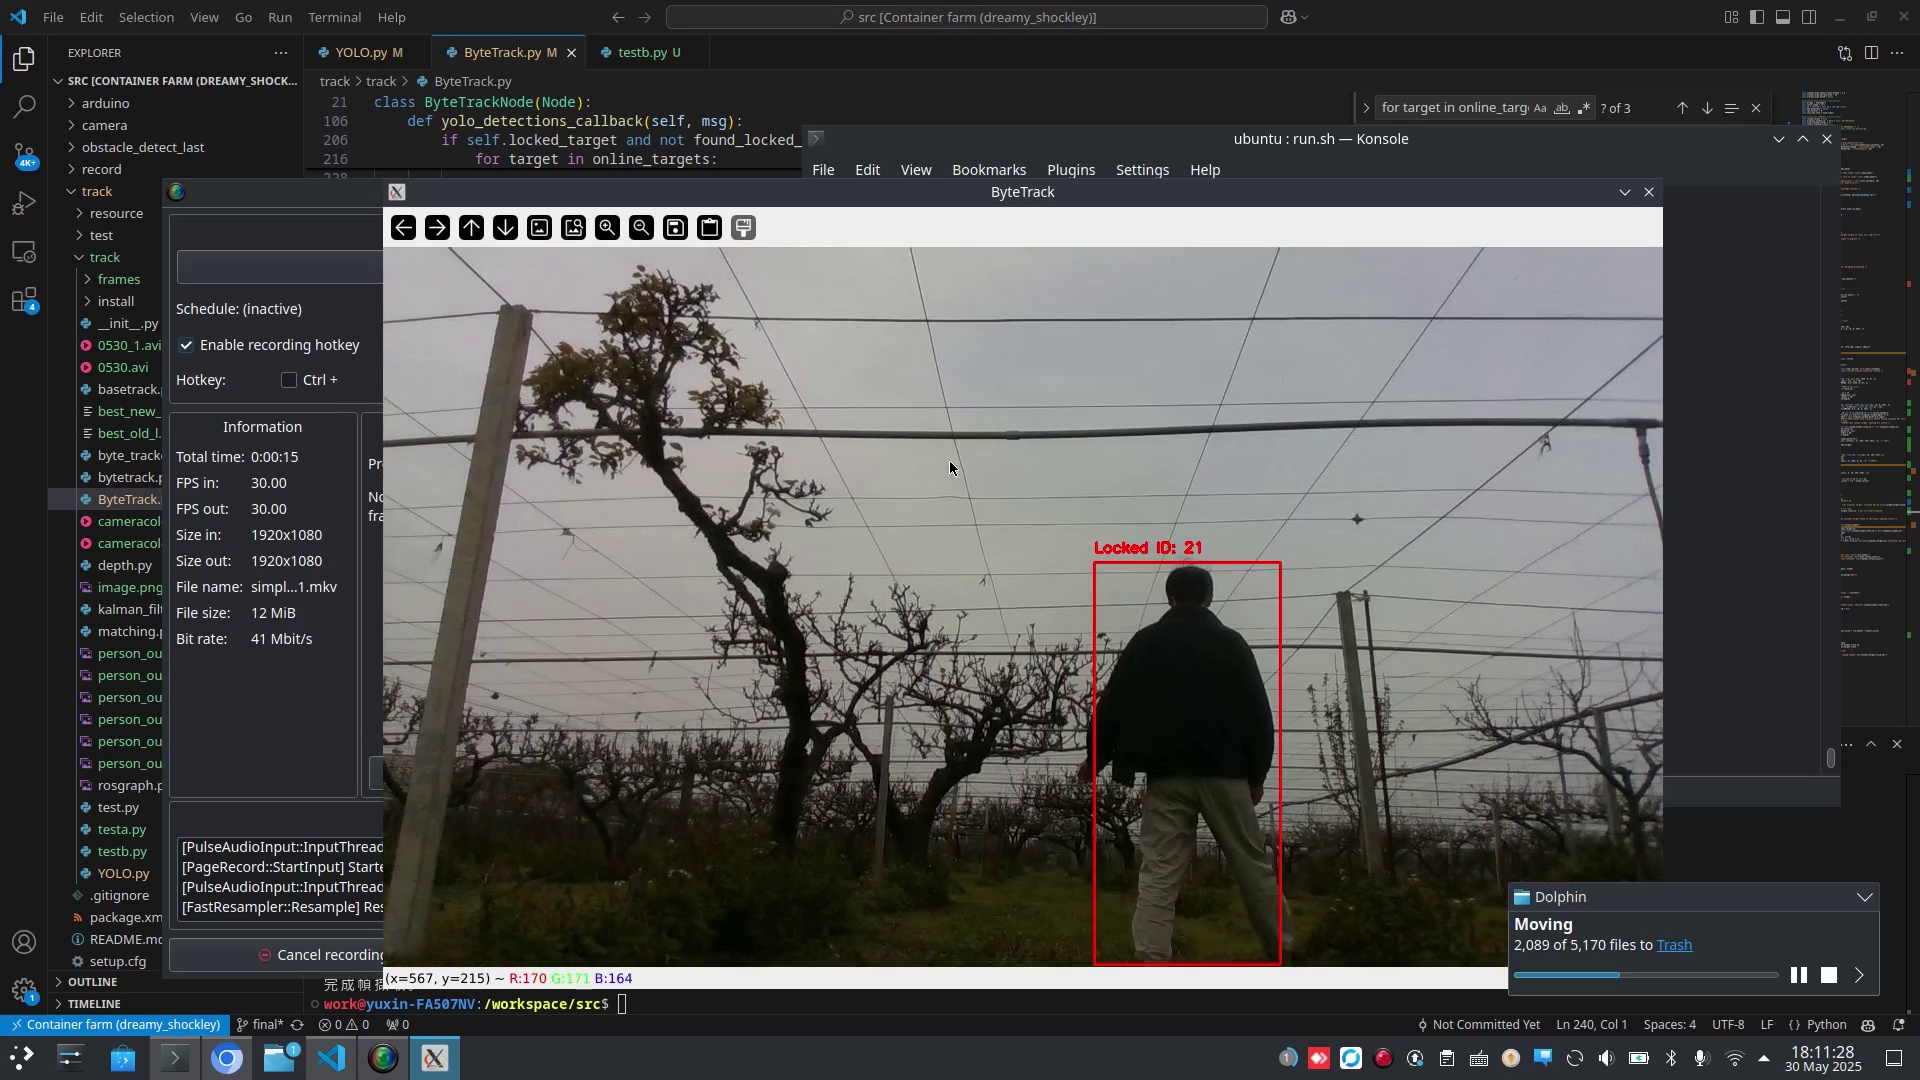 File Edit Selection View Go Run Terminal Help
src [Container farm (dreamy_shockley)]
EXPLORER
YOLO.py M
ByteTrack.py M
testb.py U
SRC [CONTAINER FARM (DREAMY_SHOCK...
track > track > ByteTrack.py
arduino
camera
obstacle_detect_last
record
track
resource
test
track
frames
install
__init__.py
0530_1.avi
0530.avi
basetrack.
best_new_
best_old_l.
byte_track
bytetrack.p
ByteTrack.
cameracol
cameracol
depth.py
image.png
kalman_filt
matching.p
person_ou
person_ou
person_ou
person_ou
person_ou
person_ou
rosgraph.p
test.py
testa.py
testb.py
YOLO.py
.gitignore
package.xm
README.md
setup.cfg
OUTLINE
TIMELINE
21 class ByteTrackNode(Node):
106 def yolo_detections_callback(self, msg):
206 if self.locked_target and not found_locked_
216 for target in online_targets:
228
for target in online_targ
Aa ab .*
? of 3
ubuntu : run.sh — Konsole
File Edit View Bookmarks Plugins Settings Help
ByteTrack
Schedule: (inactive)
Enable recording hotkey
Hotkey: Ctrl +
Information
Total time: 0:00:15
FPS in: 30.00
FPS out: 30.00
Size in: 1920x1080
Size out: 1920x1080
File name: simpl...1.mkv
File size: 12 MiB
Bit rate: 41 Mbit/s
Pr
No
fra
[PulseAudioInput::InputThread
[PageRecord::StartInput] Starte
[PulseAudioInput::InputThread
[FastResampler::Resample] Res
Cancel recording
Locked ID: 21
(x=567, y=215) ~ R:170 G:171 B:164
work@yuxin-FA507NV:/workspace/src$
Dolphin
Moving
2,089 of 5,170 files to Trash
4K+
4
1
Container farm (dreamy_shockley)
final*
0 0
0
Not Committed Yet
Ln 240, Col 1
Spaces: 4
UTF-8
LF
Python
1
1
18:11:28
30 May 2025